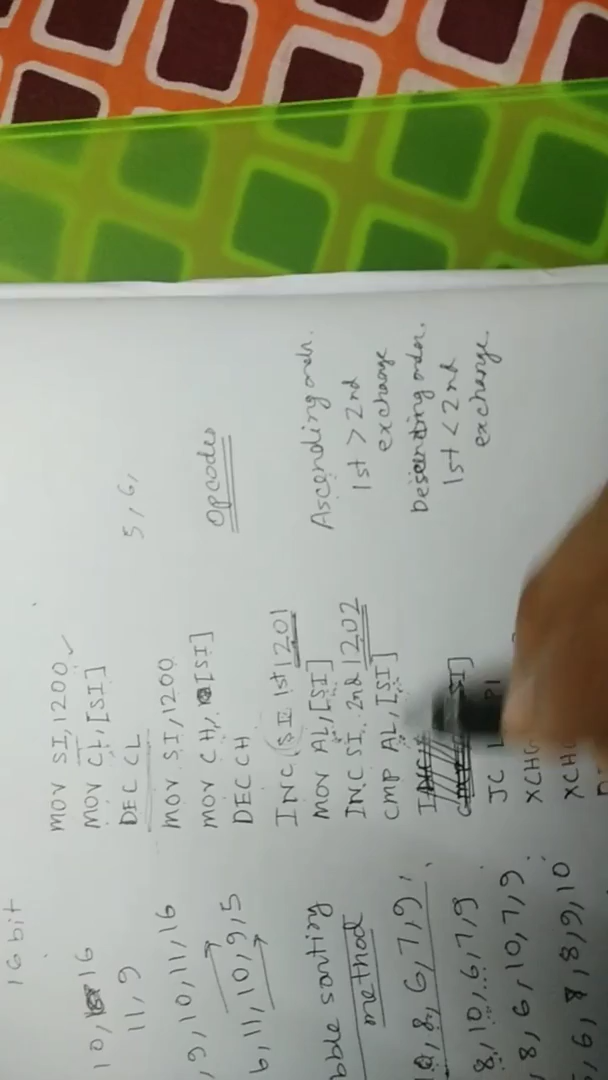 16 bit
10, 16
11, 9
, 9, 10, 11, 16
6, 11, 10, 9, 5
bble sorting
method
, 8, 6, 7, 9,
8, 10, 6, 7, 9
8, 6, 10, 7, 9
, 6, 8, 8, 9, 10
MOV SI, 1200 ✓
MOV CL, [SI]
DEC CL
MOV SI, 1200
MOV CH, [SI]
DEC CH
INC SI 1st 1201
MOV AL, [SI]
INC SI 2nd 1202
CMP AL, [SI]
SI]
JC
XCHG
XCH
5, 6,
Opcodes
Ascending order.
1st > 2nd
exchange
Descending order.
1st < 2nd
exchange.